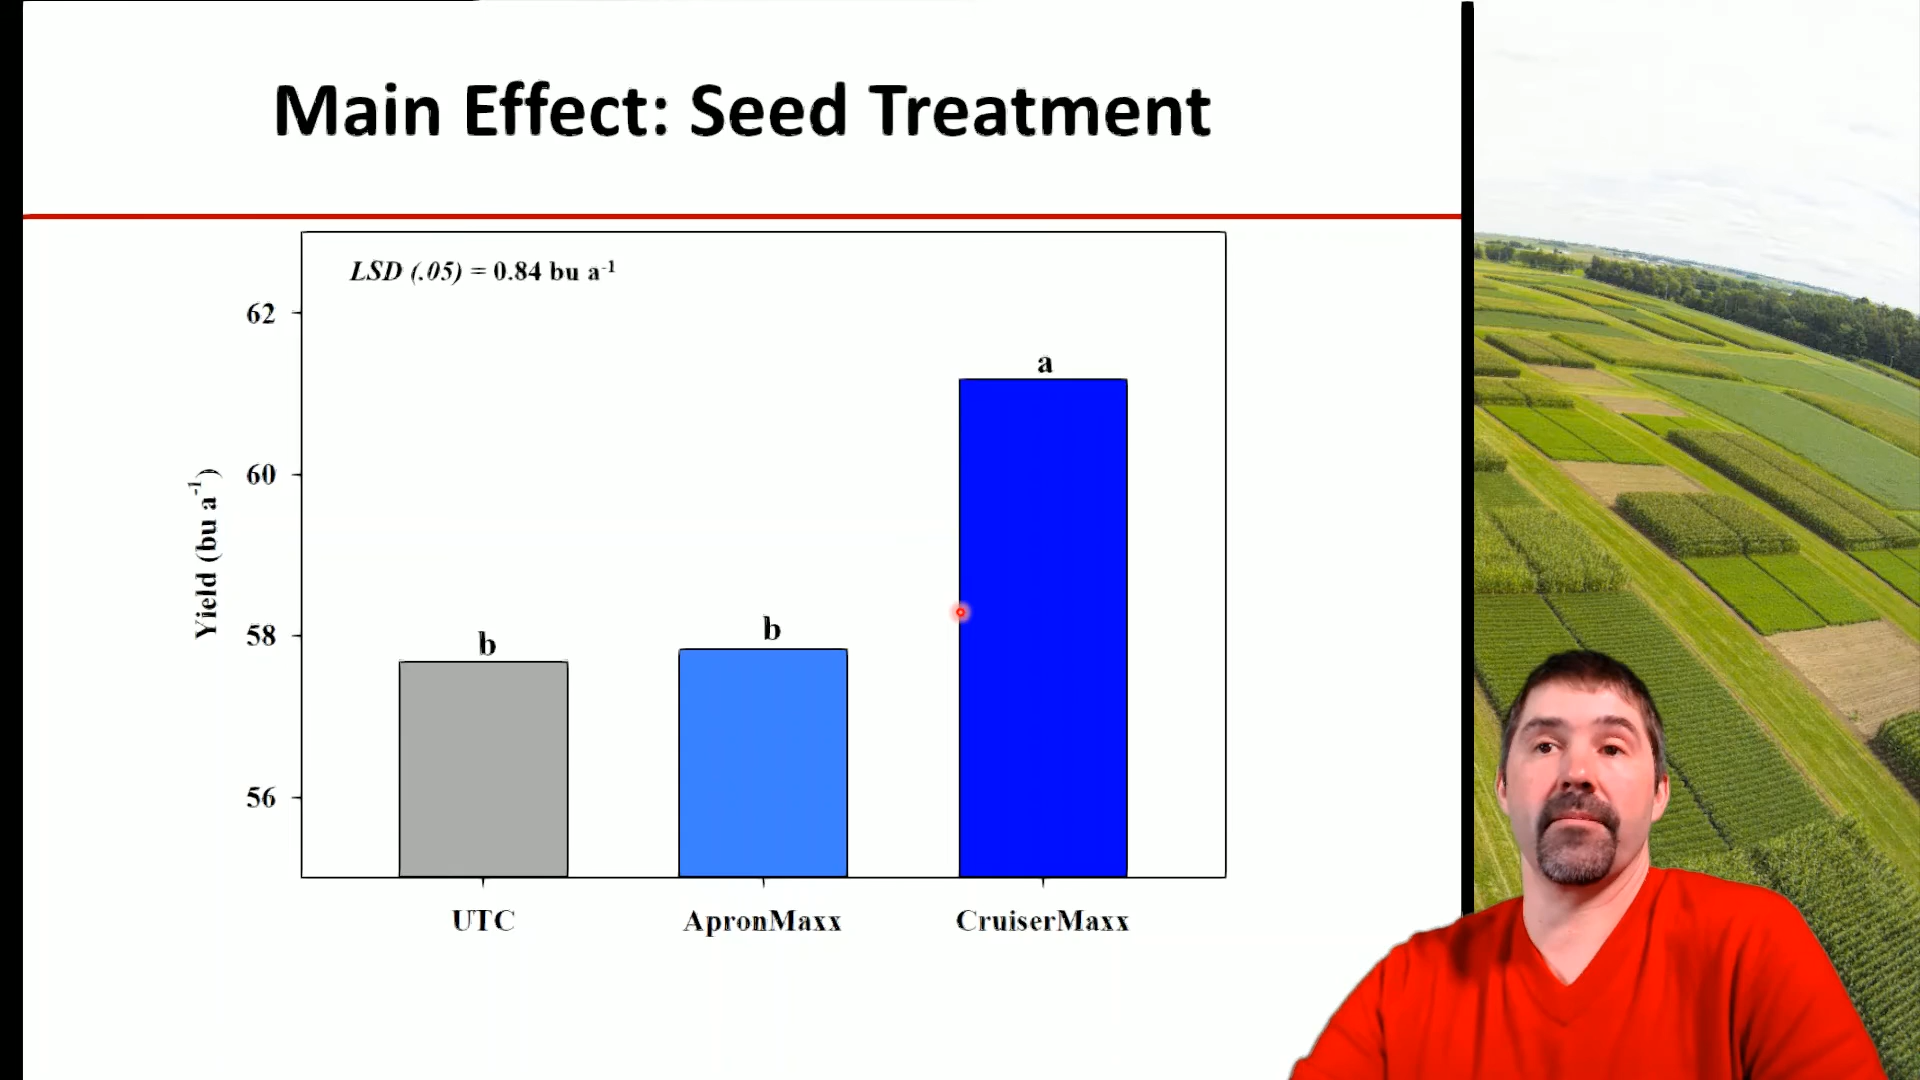 Main Effect: Seed Treatment
LSD (.05) = 0.84 bu a⁻¹
62
60
58
56
Yield (bu a⁻¹)
b
b
a
UTC
ApronMaxx
CruiserMaxx